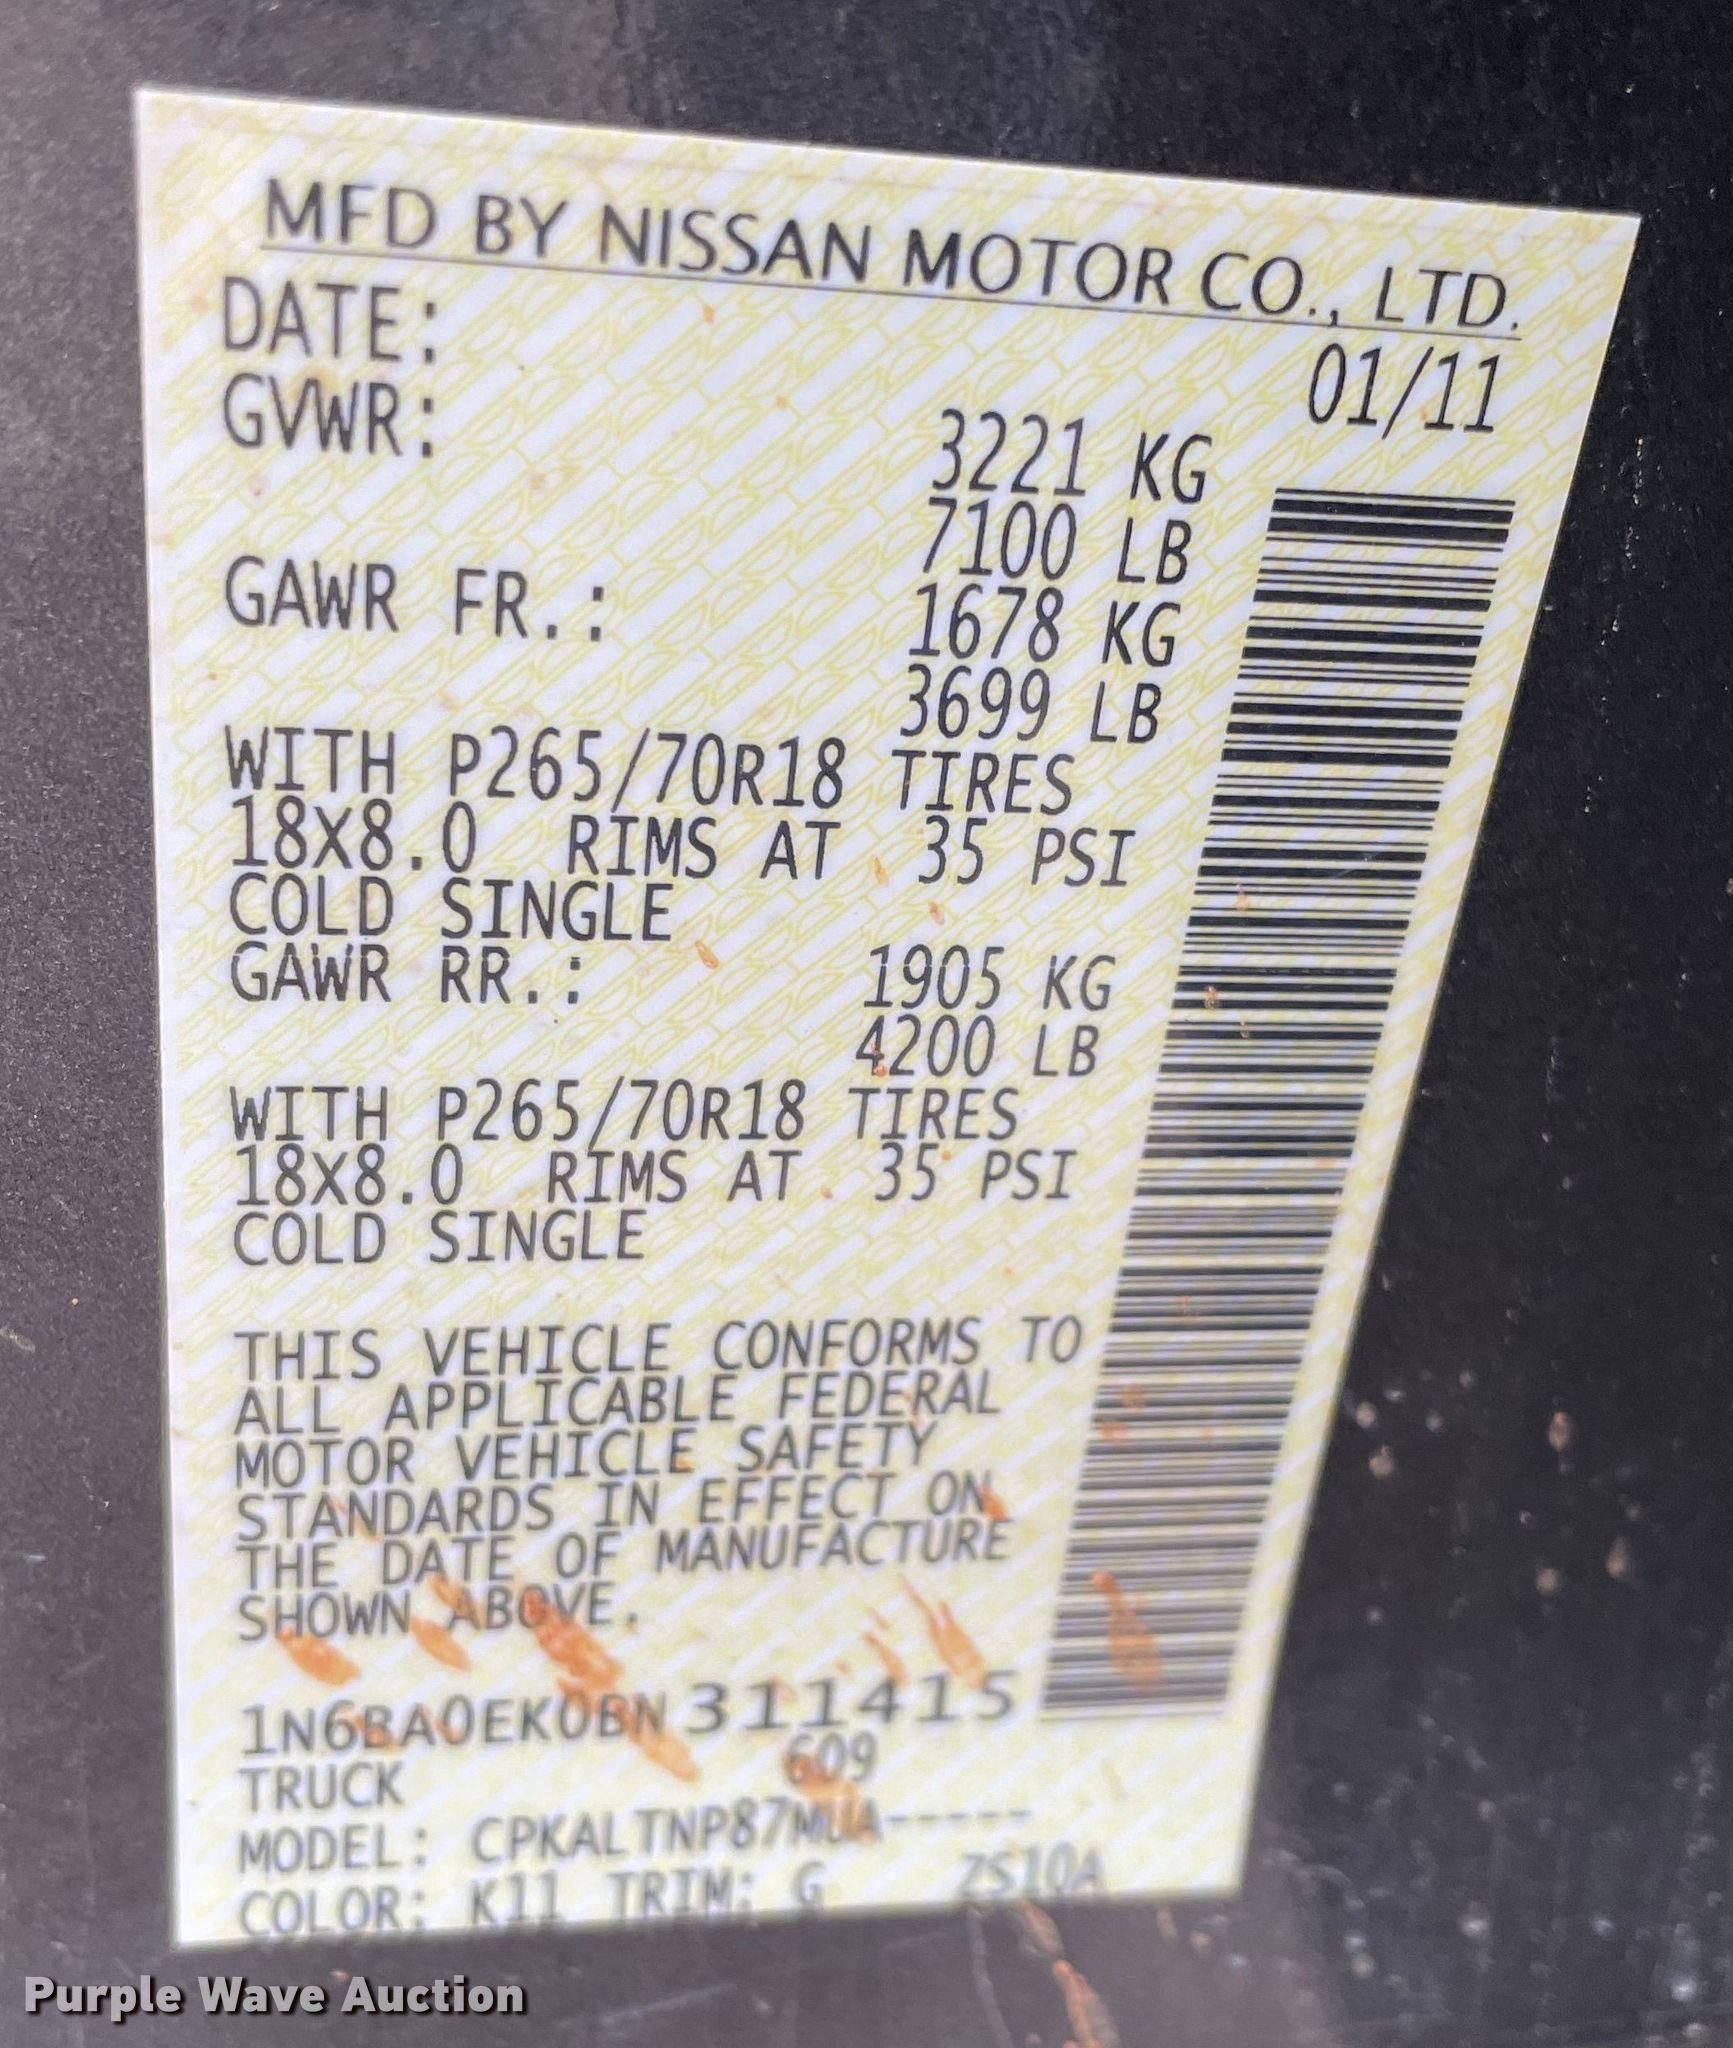 MFD BY NISSAN MOTOR CO., LTD.
DATE: 01/11
GVWR: 3221 KG
7100 LB
GAWR FR.: 1678 KG
3699 LB
WITH P265/70R18 TIRES
18X8.0 RIMS AT 35 PSI
COLD SINGLE
GAWR RR.: 1905 KG
4200 LB
WITH P265/70R18 TIRES
18X8.0 RIMS AT 35 PSI
COLD SINGLE
THIS VEHICLE CONFORMS TO
ALL APPLICABLE FEDERAL
MOTOR VEHICLE SAFETY
STANDARDS IN EFFECT ON
THE DATE OF MANUFACTURE
SHOWN ABOVE.
1N6BA0EK0BN 311415
TRUCK 609
MODEL: CPKALTNP87MUA-----
COLOR: K11 TRIM: G ZS10A
Purple Wave Auction